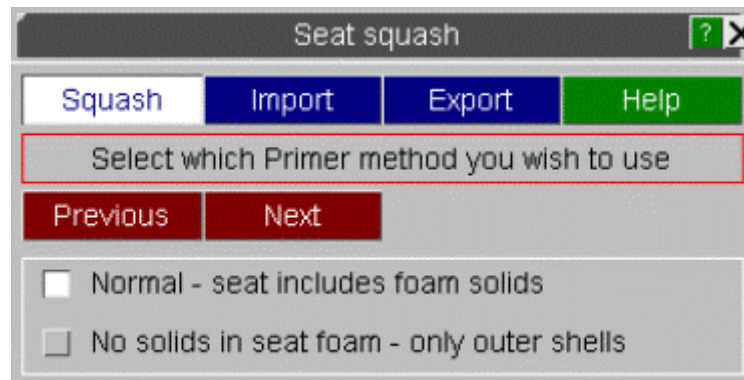 Seat squash ? X
Squash Import Export Help
Select which Primer method you wish to use
Previous Next
Normal - seat includes foam solids
No solids in seat foam - only outer shells